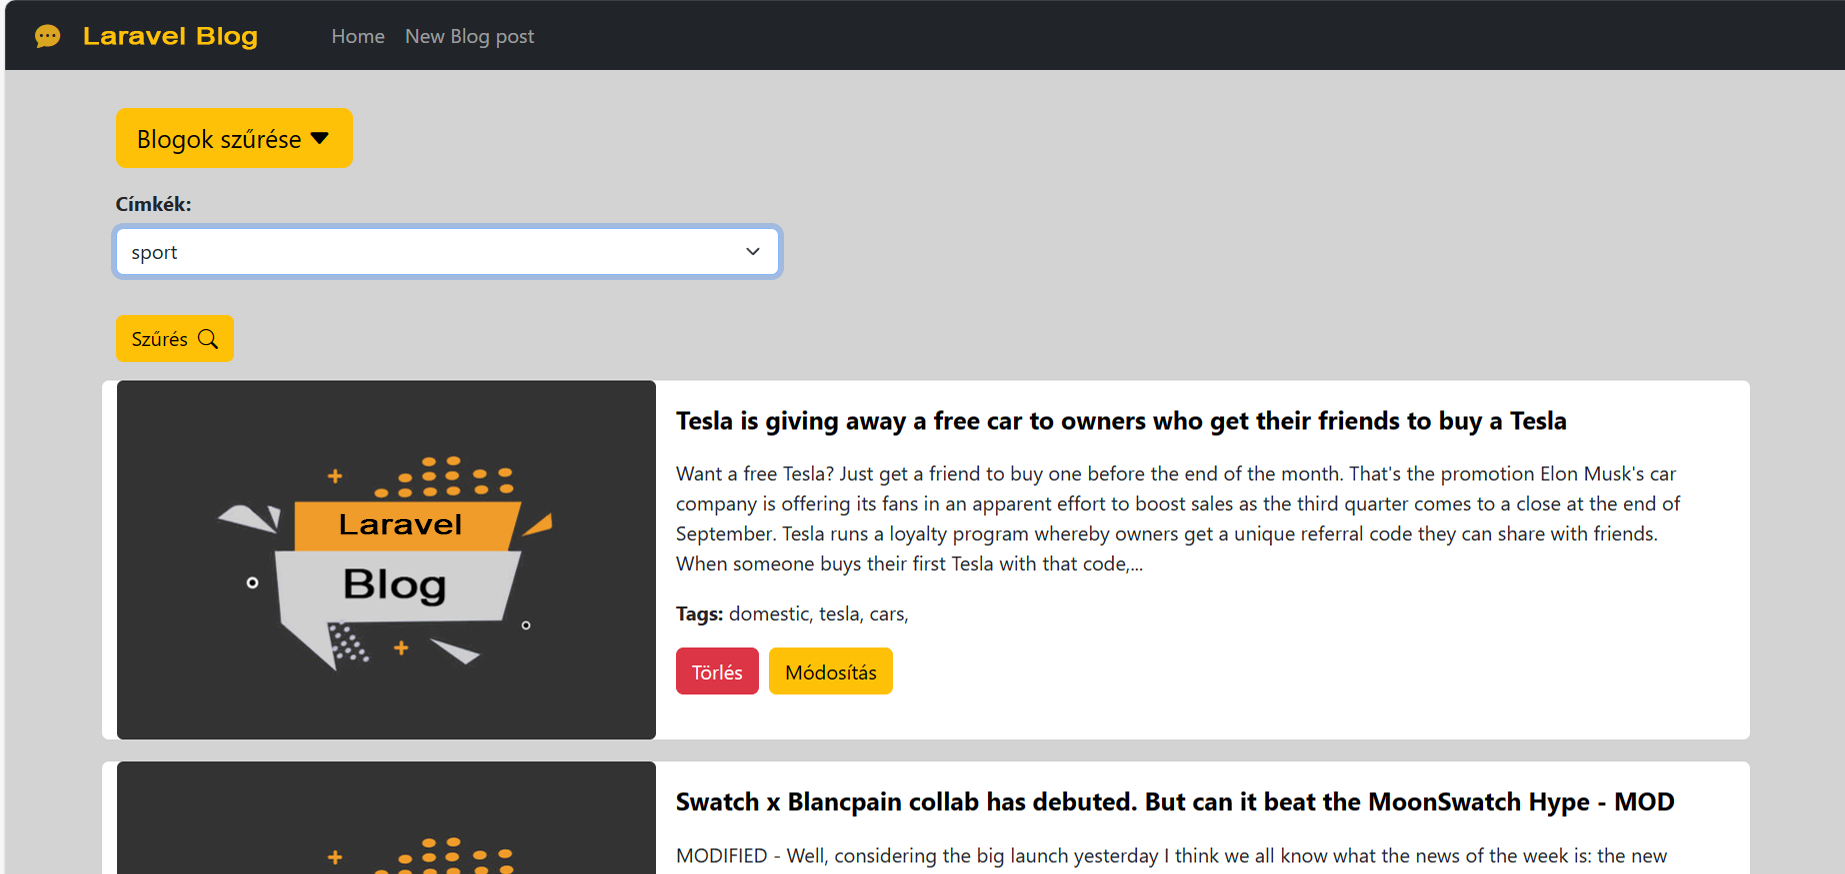 Laravel Blog
Home
New Blog post
Blogok szűrése
Címkék:
sport
Szűrés
Laravel
Blog
Tesla is giving away a free car to owners who get their friends to buy a Tesla
Want a free Tesla? Just get a friend to buy one before the end of the month. That's the promotion Elon Musk's car
company is offering its fans in an apparent effort to boost sales as the third quarter comes to a close at the end of
September. Tesla runs a loyalty program whereby owners get a unique referral code they can share with friends.
When someone buys their first Tesla with that code,...
Tags: domestic, tesla, cars,
Törlés
Módosítás
Swatch x Blancpain collab has debuted. But can it beat the MoonSwatch Hype - MOD
MODIFIED - Well, considering the big launch yesterday I think we all know what the news of the week is: the new